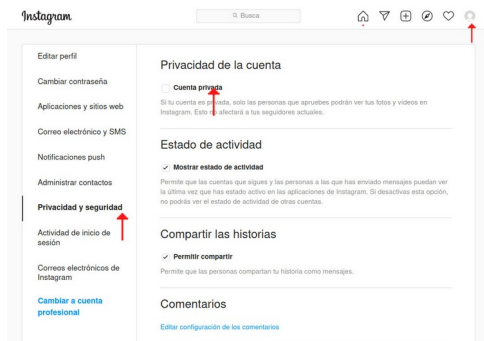 Instagram
Busca
Editar perfil
Cambiar contraseña
Aplicaciones y sitios web
Correo electrónico y SMS
Notificaciones push
Administrar contactos
Privacidad y seguridad
Actividad de inicio de
sesión
Correos electrónicos de
Instagram
Cambiar a cuenta
profesional
Privacidad de la cuenta
Cuenta privada
Si tu cuenta es privada, solo las personas que apruebes podrán ver tus fotos y vídeos en
Instagram. Esto no afectará a tus seguidores actuales.
Estado de actividad
Mostrar estado de actividad
Permite que las cuentas que sigues y las personas a las que has enviado mensajes puedan ver
la última vez que has estado activo en las aplicaciones de Instagram. Si desactivas esta opción,
no podrás ver el estado de actividad de otras cuentas.
Compartir las historias
Permitir compartir
Permite que las personas compartan tu historia como mensajes.
Comentarios
Editar configuración de los comentarios